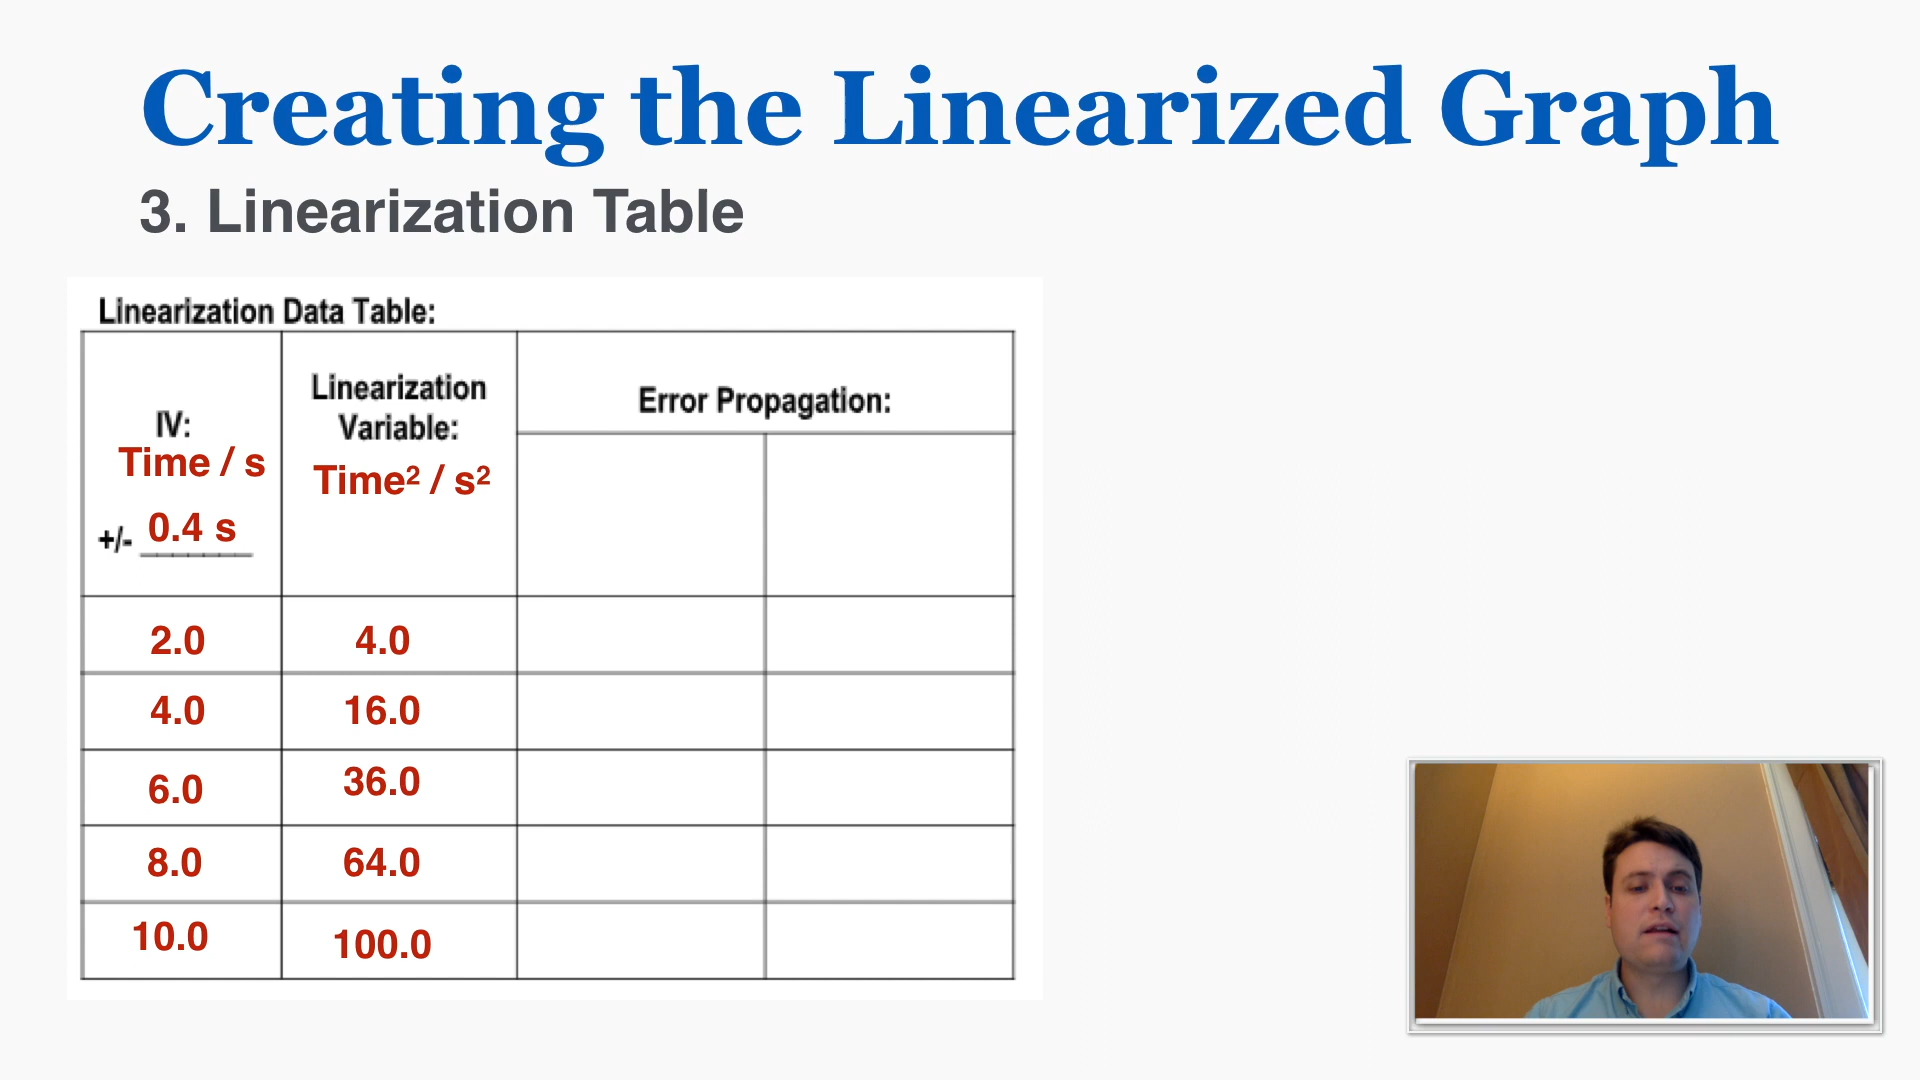 Creating the Linearized Graph
3. Linearization Table
Linearization Data Table:
IV:
Time / s
+/- 0.4 s
Linearization
Variable:
Time² / s²
Error Propagation:
2.0 4.0
4.0 16.0
6.0 36.0
8.0 64.0
10.0 100.0